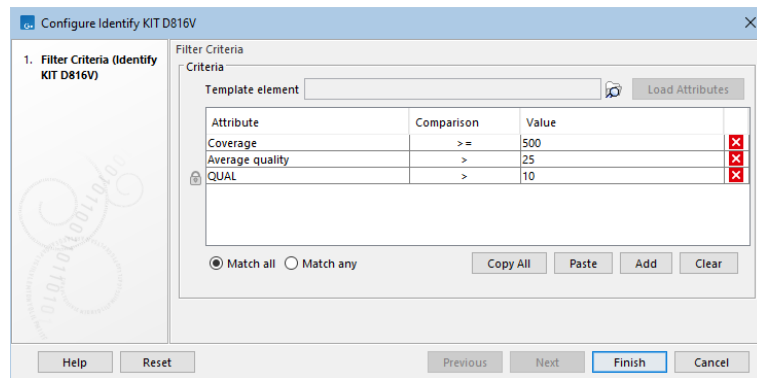 Configure Identify KIT D816V
1. Filter Criteria (Identify
KIT D816V)
Filter Criteria
Criteria
Template element
Load Attributes
Attribute Comparison Value
Coverage >= 500
Average quality > 25
QUAL > 10
Match all Match any Copy All Paste Add Clear
Help Reset Previous Next Finish Cancel